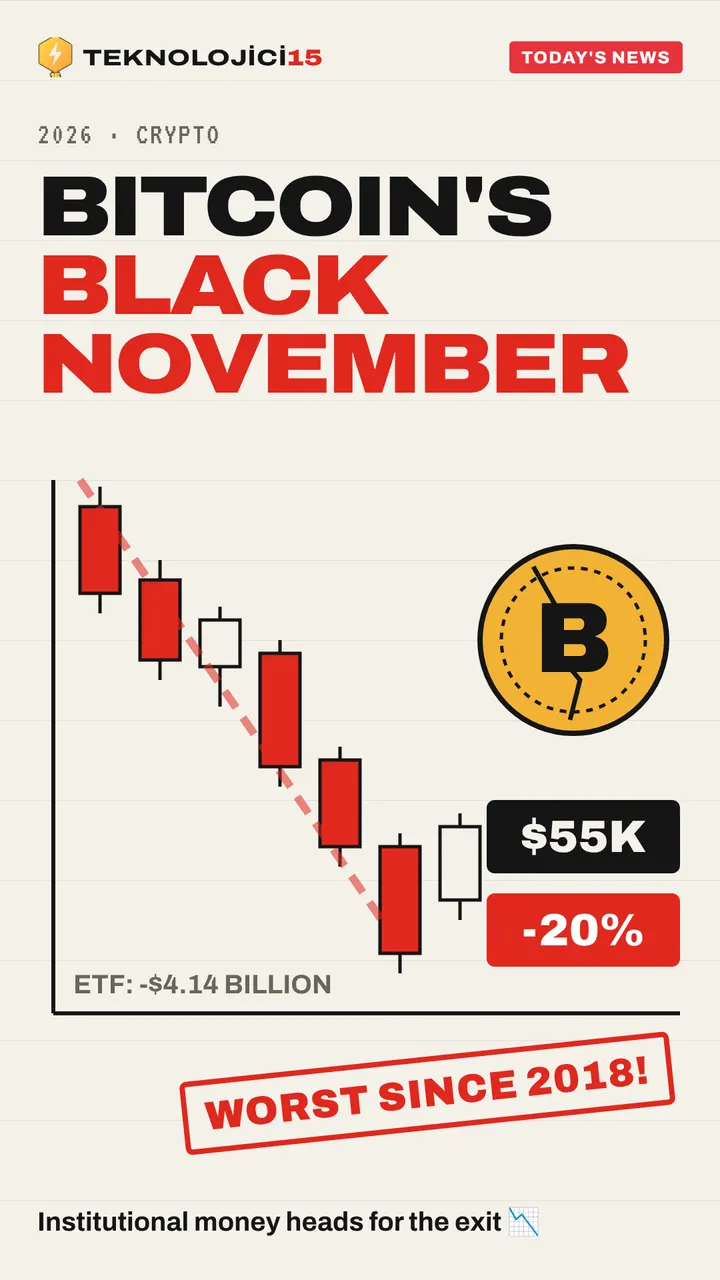 TEKNOLOJİCİ15
TODAY'S NEWS
2026 · CRYPTO
BITCOIN'S
BLACK
NOVEMBER
B
$55K
-20%
ETF: -$4.14 BILLION
WORST SINCE 2018!
Institutional money heads for the exit 📉